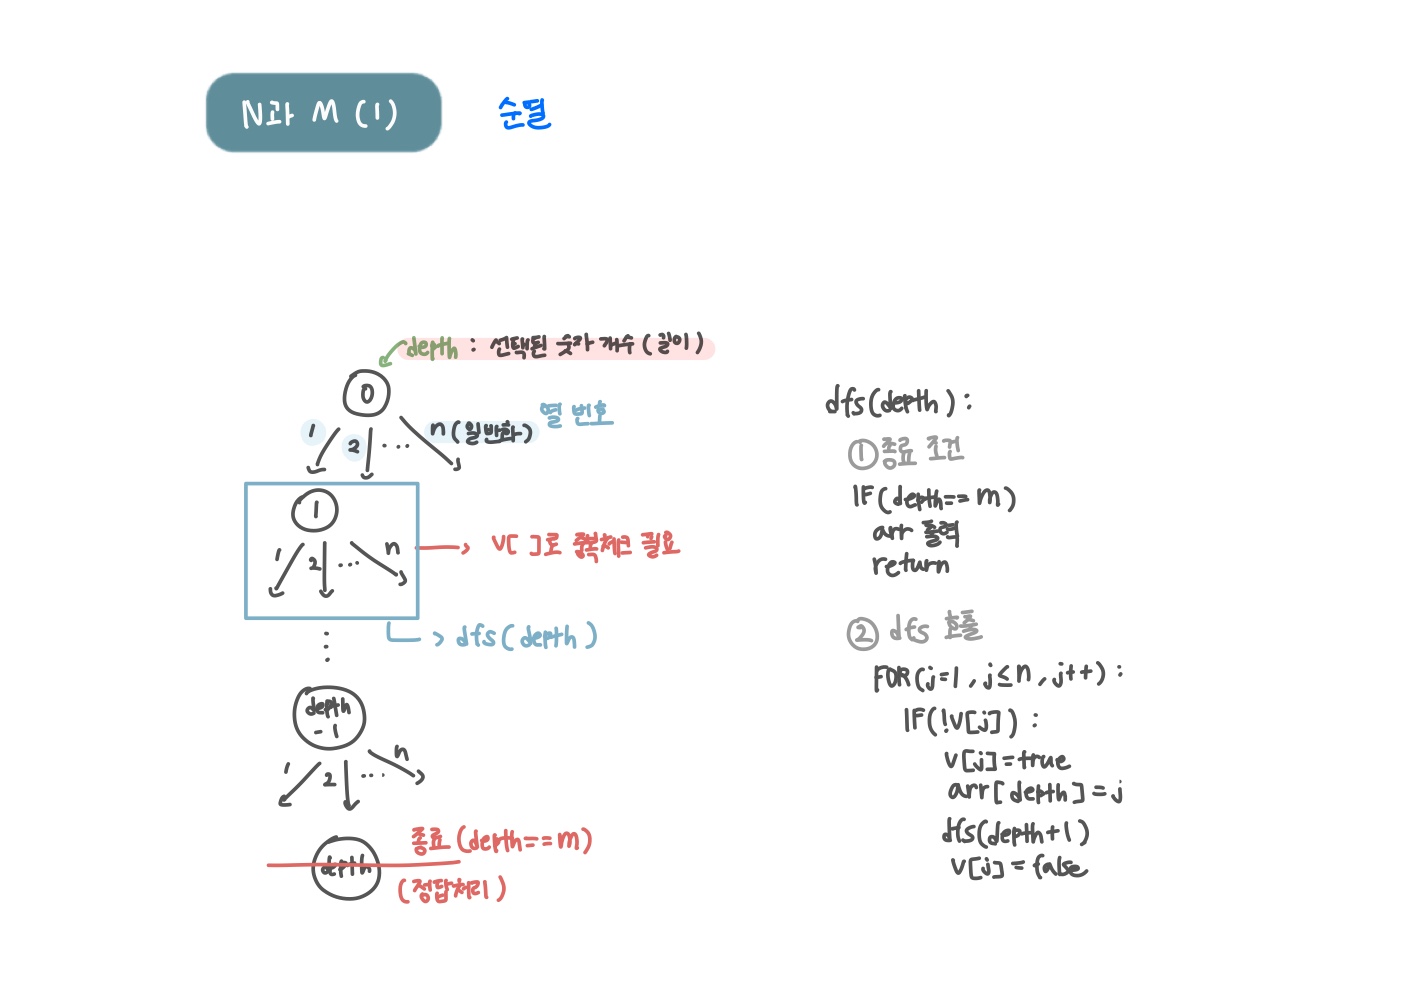 N과 M (1)
순열
depth : 선택된 숫자 개수 ( 길이 )
0
열 번호
1 2 ... n ( 일반화 )
1
1 2 ... n
v[ ]로 중복체크 필요
dfs ( depth )
depth
- 1
1 2 ... n
종료 ( depth == m )
depth
( 정답처리 )
dfs ( depth ) :
① 종료 조건
IF ( depth == m )
arr 출력
return
② dfs 호출
FOR ( j=1 , j≤n , j++ ) :
IF ( !v[j] ) :
v[j] = true
arr[ depth ] = j
dfs(depth+1)
v[j] = false